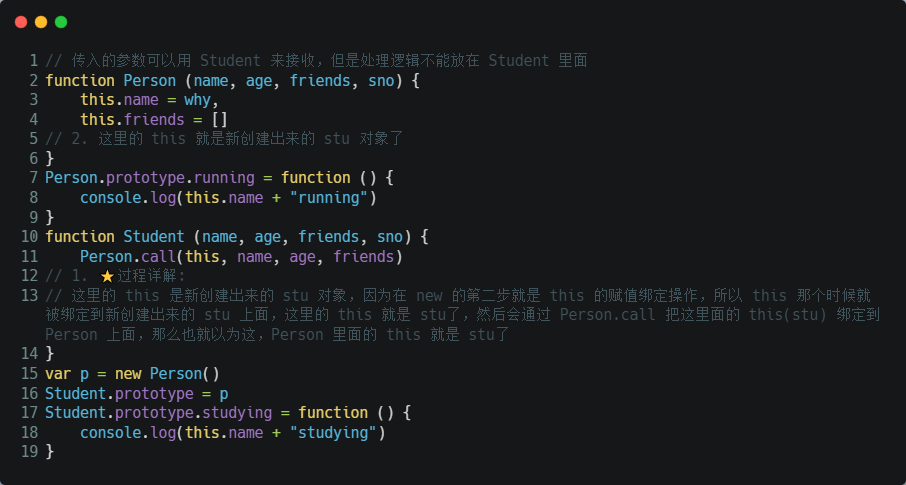 1 // 传入的参数可以用 Student 来接收，但是处理逻辑不能放在 Student 里面
2 function Person (name, age, friends, sno) {
3     this.name = why,
4     this.friends = []
5 // 2. 这里的 this 就是新创建出来的 stu 对象了
6 }
7 Person.prototype.running = function () {
8     console.log(this.name + "running")
9 }
10 function Student (name, age, friends, sno) {
11     Person.call(this, name, age, friends)
12 // 1. ⭐过程详解：
13 // 这里的 this 是新创建出来的 stu 对象，因为在 new 的第二步就是 this 的赋值绑定操作，所以 this 那个时候就
被绑定到新创建出来的 stu 上面，这里的 this 就是 stu了，然后会通过 Person.call 把这里面的 this(stu) 绑定到
Person 上面，那么也就以为这，Person 里面的 this 就是 stu了
14 }
15 var p = new Person()
16 Student.prototype = p
17 Student.prototype.studying = function () {
18     console.log(this.name + "studying")
19 }